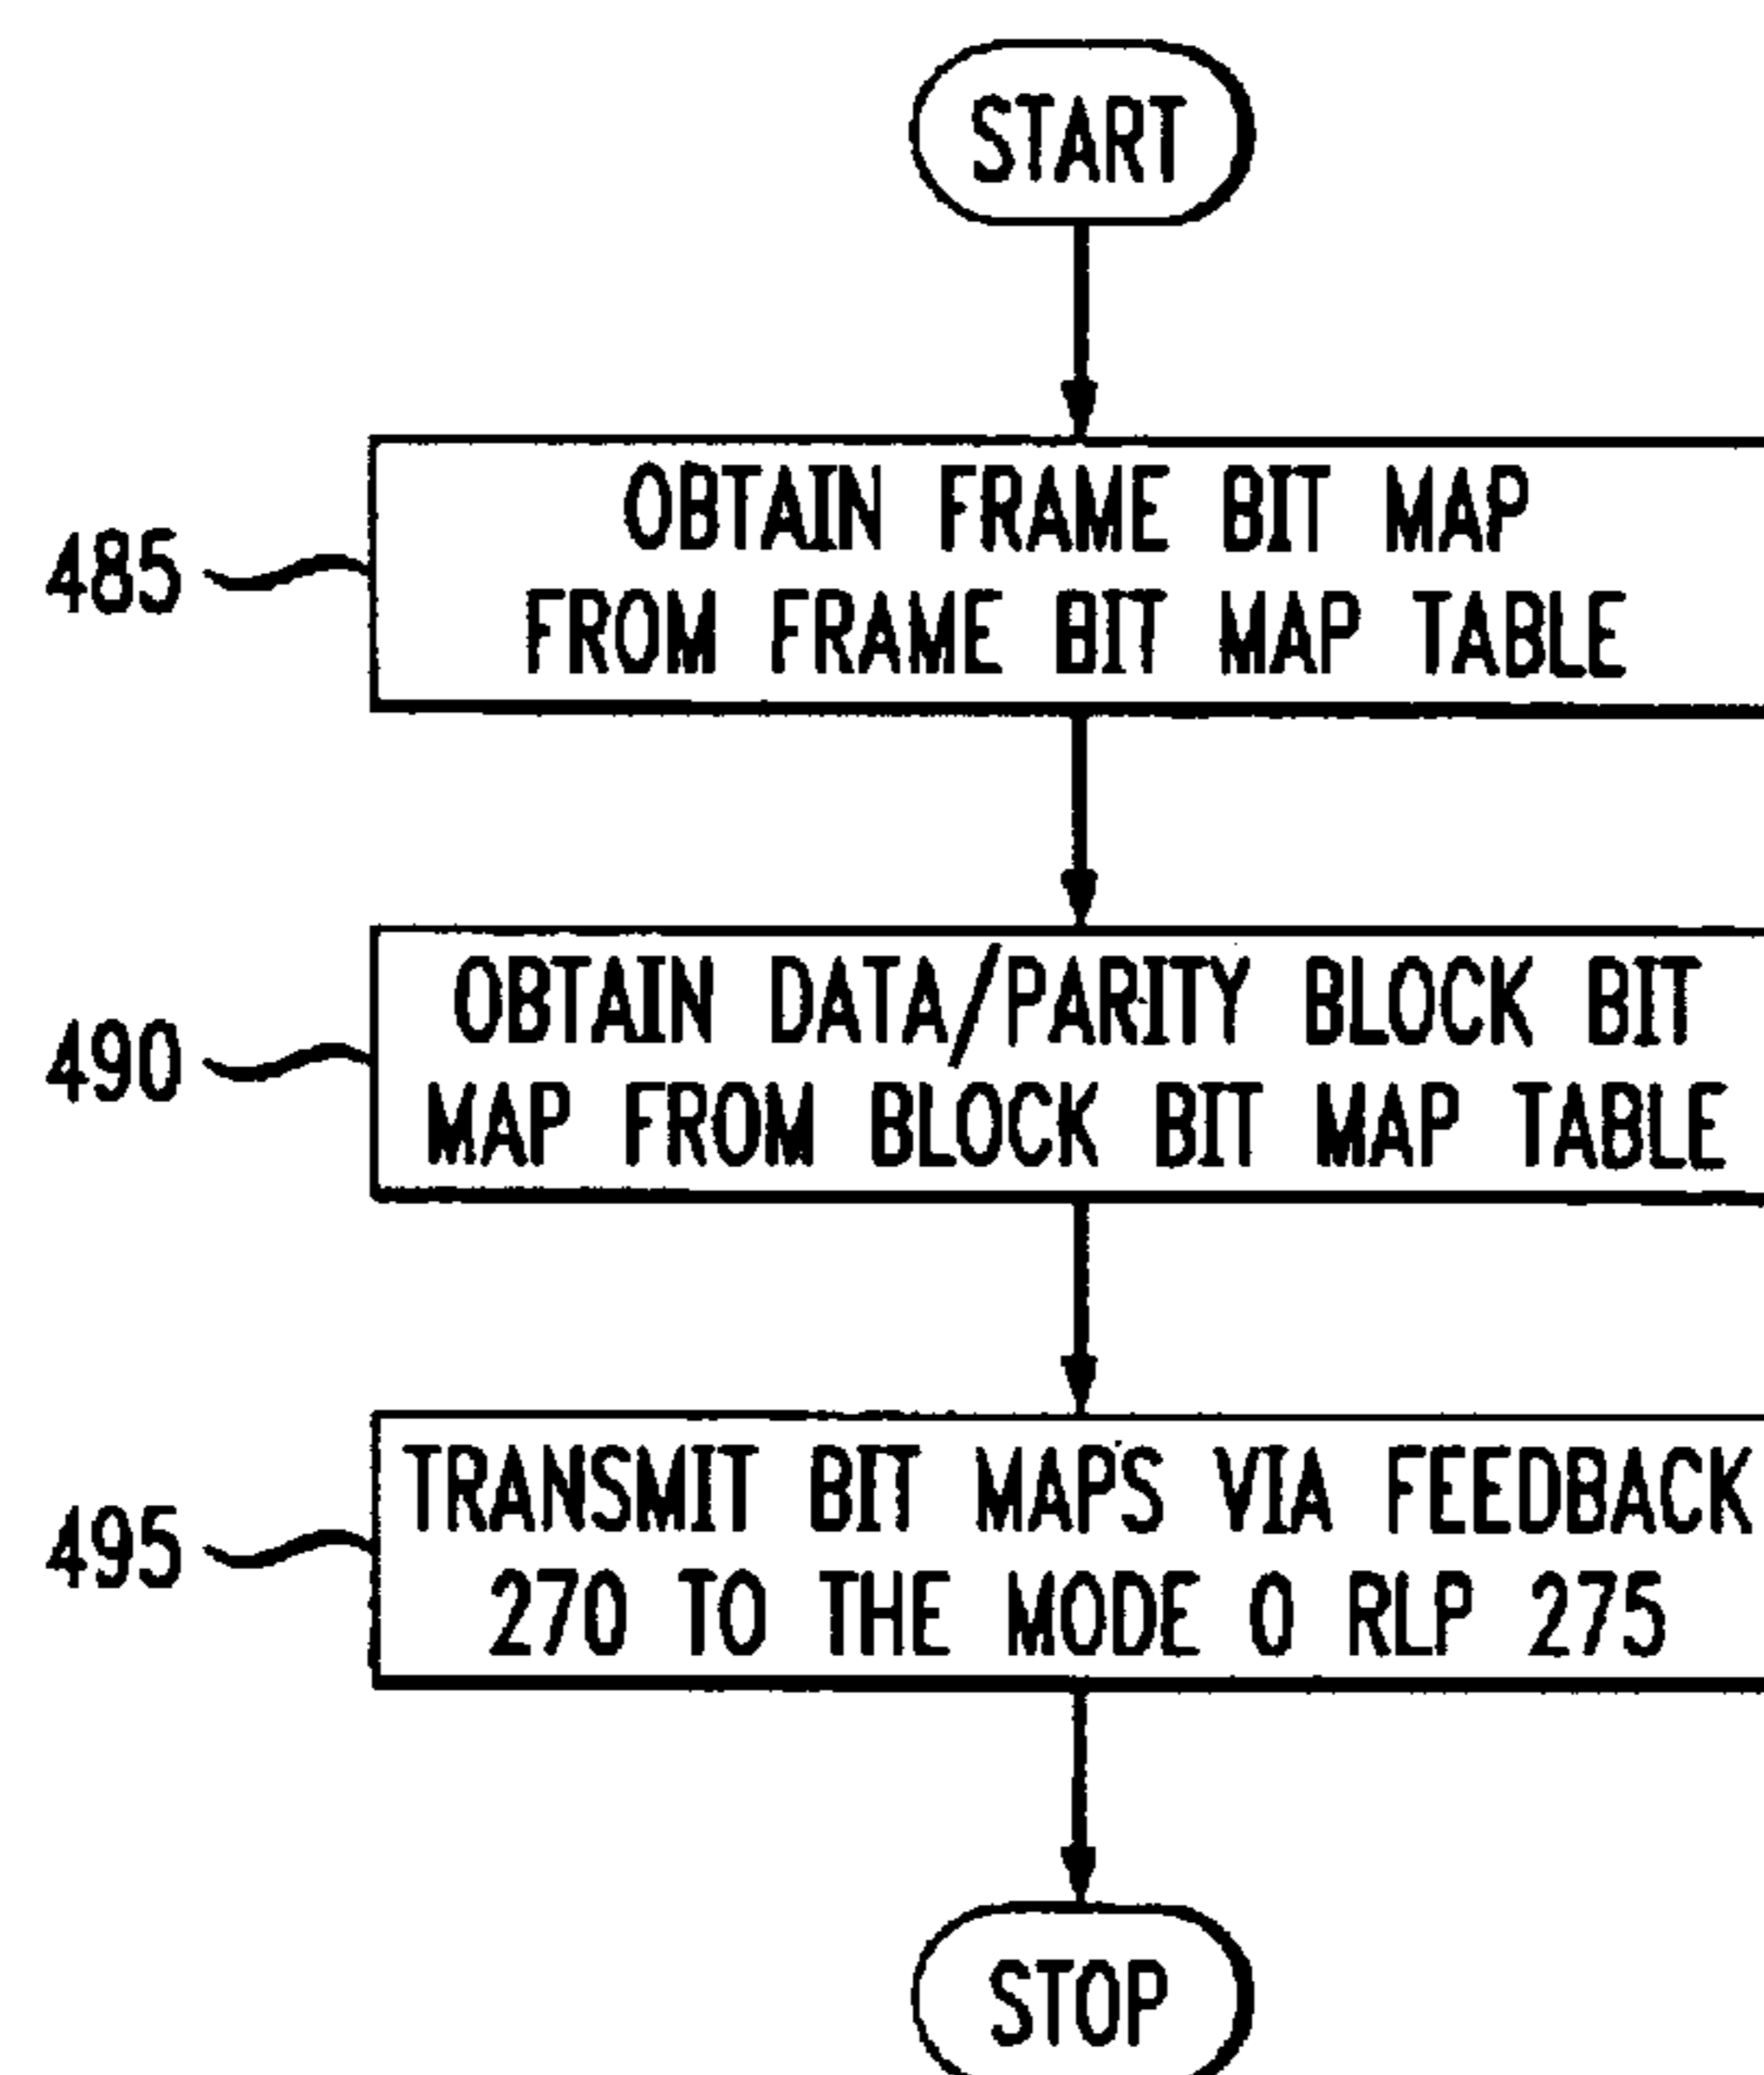 START
485
OBTAIN FRAME BIT MAP
FROM FRAME BIT MAP TABLE
490
OBTAIN DATA/PARITY BLOCK BIT
MAP FROM BLOCK BIT MAP TABLE
495
TRANSMIT BIT MAPS VIA FEEDBACK
270 TO THE MODE 0 RLP 275
STOP